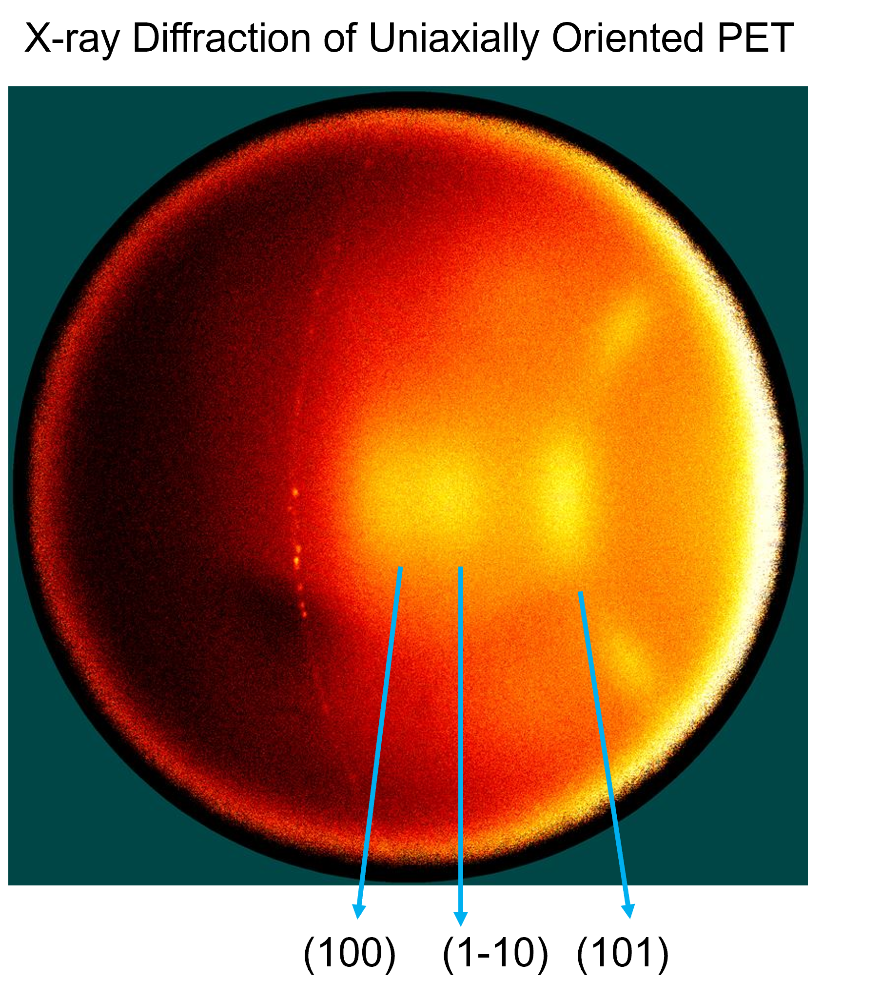 X-ray Diffraction of Uniaxially Oriented PET
(100) (1-10) (101)